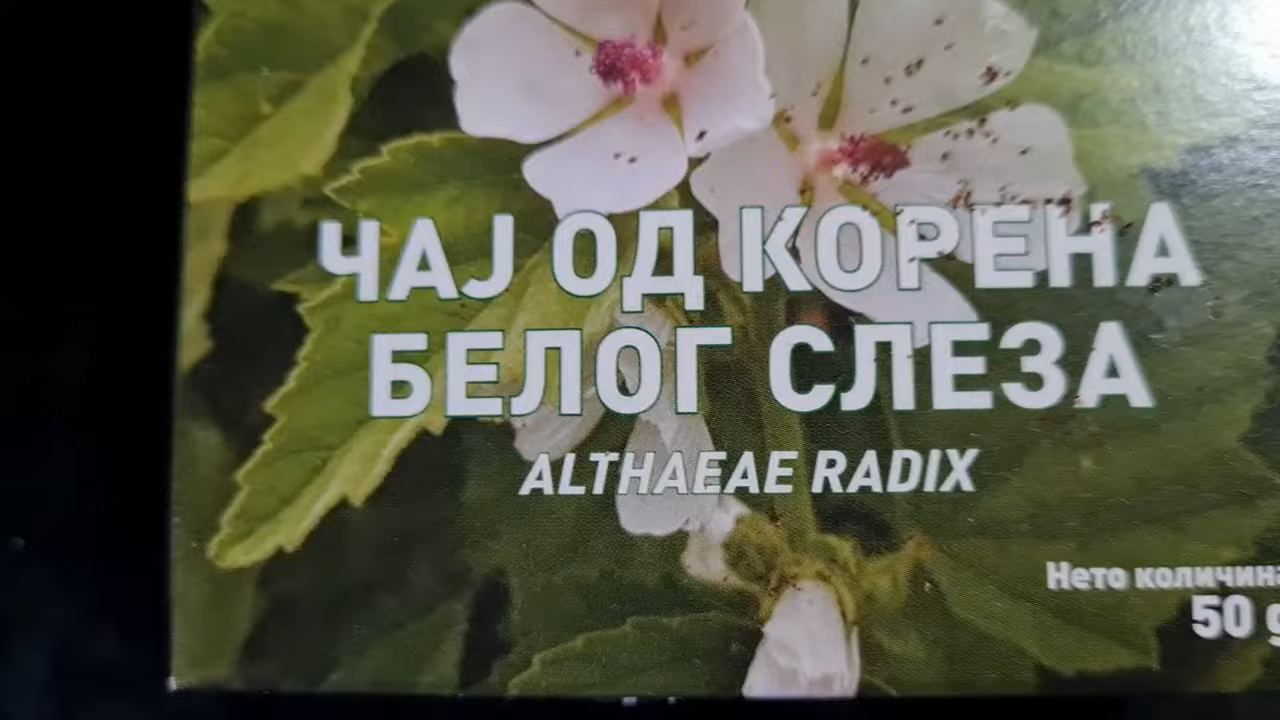 ЧАЈ ОД КОРЕНА
БЕЛОГ СЛЕЗА
ALTHAEAE RADIX
Нето количина
50 g